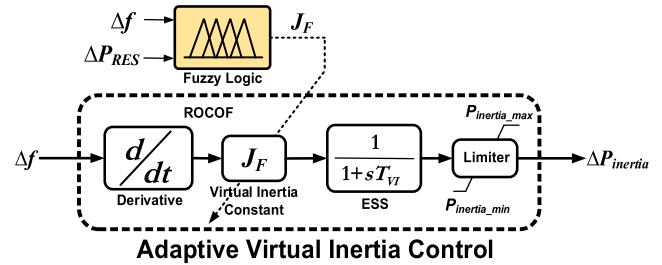 Δf
J_F
ΔP_RES
Fuzzy Logic
ROCOF
P_inertia_max
Δf
d/dt
J_F
1
1+sT_VI
Limiter
ΔP_inertia
Derivative
Virtual Inertia
Constant
ESS
P_inertia_min
Adaptive Virtual Inertia Control